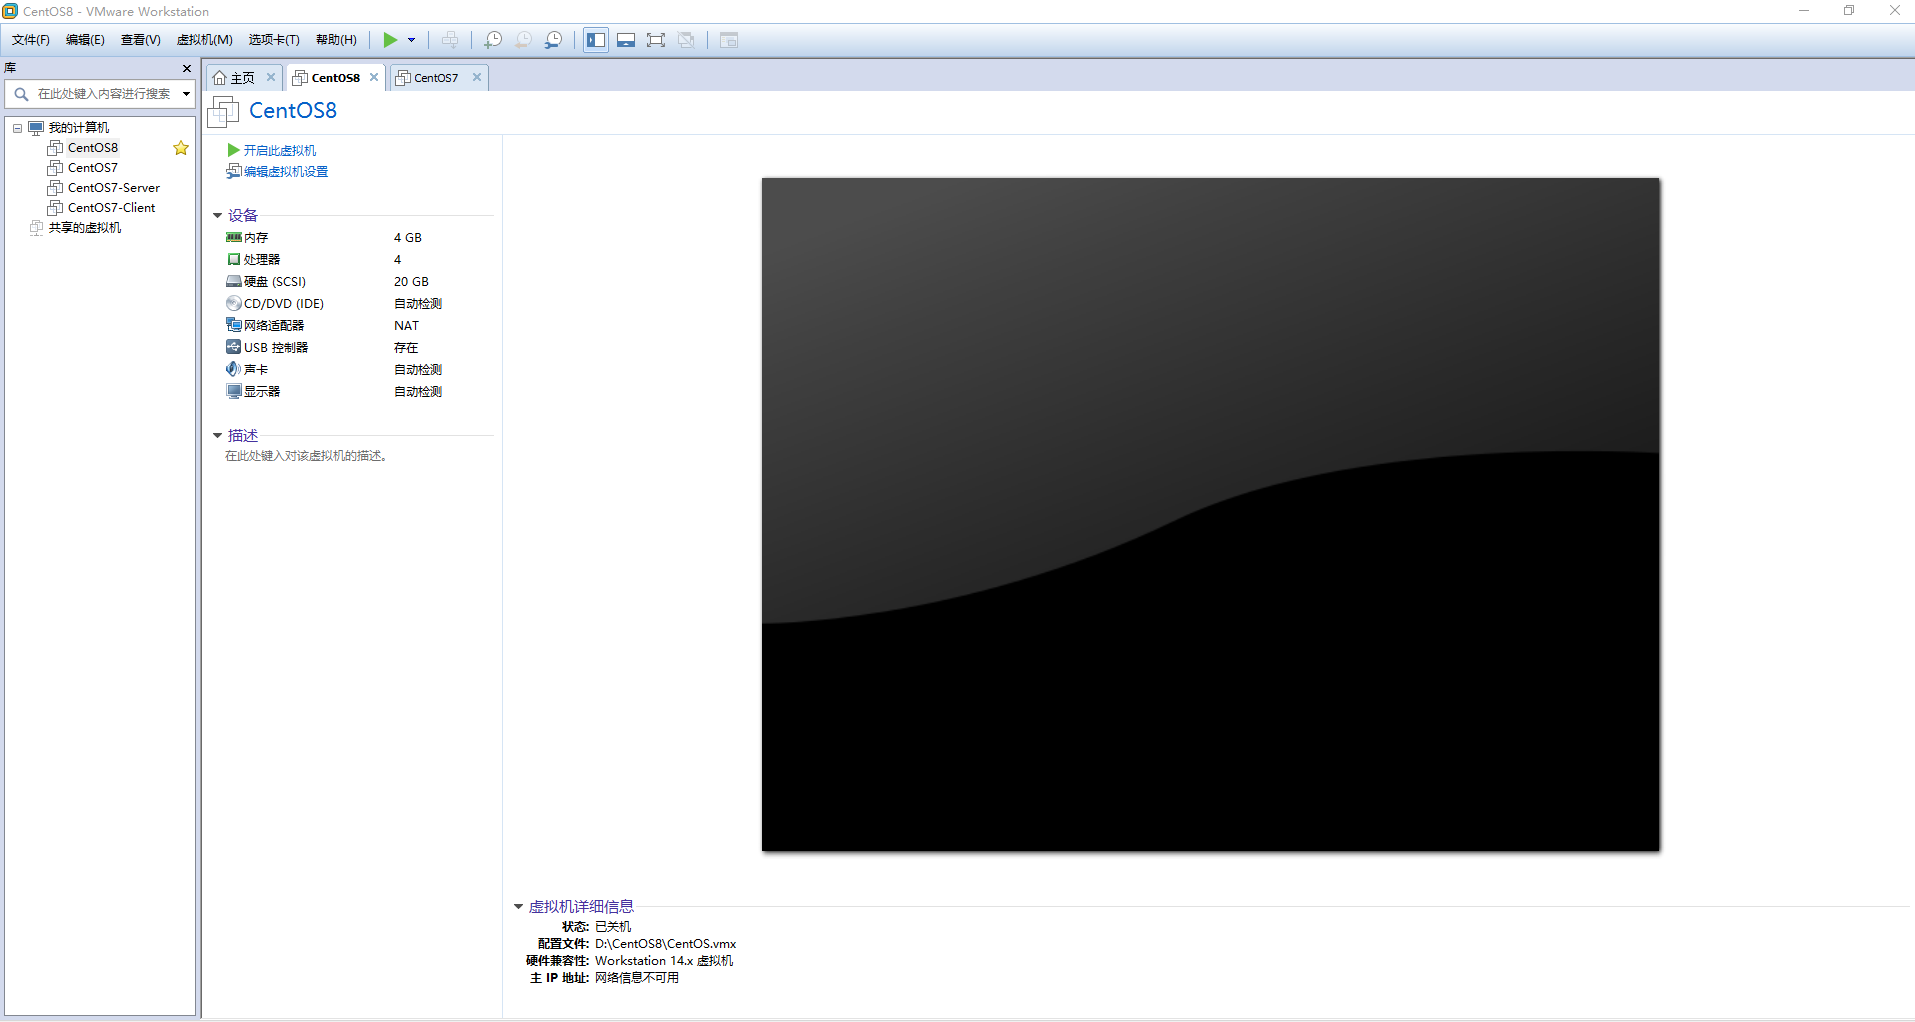 CentOS8 - VMware Workstation
文件(F) 编辑(E) 查看(V) 虚拟机(M) 选项卡(T) 帮助(H)
库
在此处键入内容进行搜索
我的计算机
CentOS8
CentOS7
CentOS7-Server
CentOS7-Client
共享的虚拟机
主页 CentOS8 CentOS7
CentOS8
开启此虚拟机
编辑虚拟机设置
设备
内存 4 GB
处理器 4
硬盘 (SCSI) 20 GB
CD/DVD (IDE) 自动检测
网络适配器 NAT
USB 控制器 存在
声卡 自动检测
显示器 自动检测
描述
在此处键入对该虚拟机的描述。
虚拟机详细信息
状态: 已关机
配置文件: D:\CentOS8\CentOS.vmx
硬件兼容性: Workstation 14.x 虚拟机
主 IP 地址: 网络信息不可用